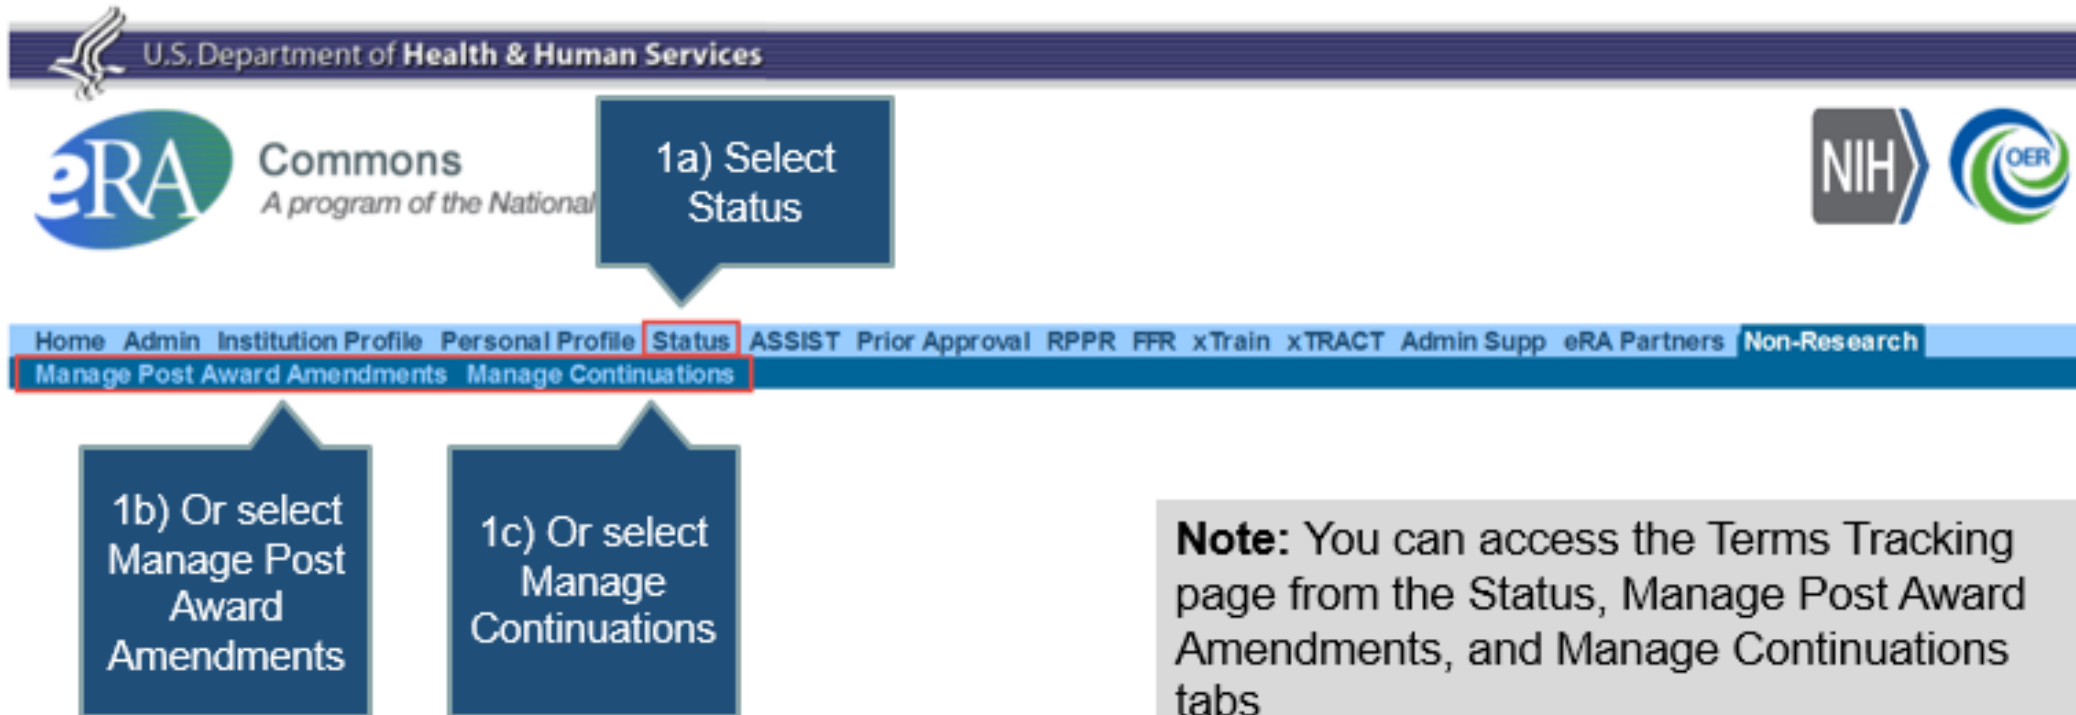 U.S. Department of Health & Human Services
eRA
Commons
A program of the National
1a) Select
Status
NIH
OER
Home Admin Institution Profile Personal Profile Status ASSIST Prior Approval RPPR FFR xTrain xTRACT Admin Supp eRA Partners Non-Research
Manage Post Award Amendments Manage Continuations
1b) Or select
Manage Post
Award
Amendments
1c) Or select
Manage
Continuations
Note: You can access the Terms Tracking
page from the Status, Manage Post Award
Amendments, and Manage Continuations
tabs